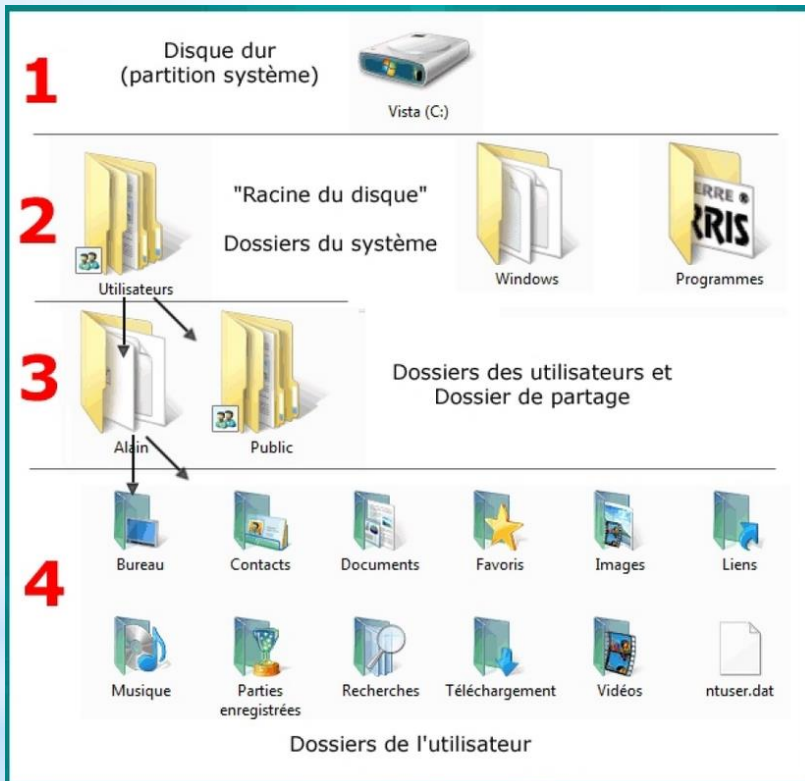 1
Disque dur
(partition système)
Vista (C:)
2
"Racine du disque"
Dossiers du système
ERRE ®
RRIS
Utilisateurs
Windows
Programmes
3
Dossiers des utilisateurs et
Dossier de partage
Alain
Public
4
Bureau
Contacts
Documents
Favoris
Images
Liens
Musique
Parties
enregistrées
Recherches
Téléchargement
Vidéos
ntuser.dat
Dossiers de l'utilisateur